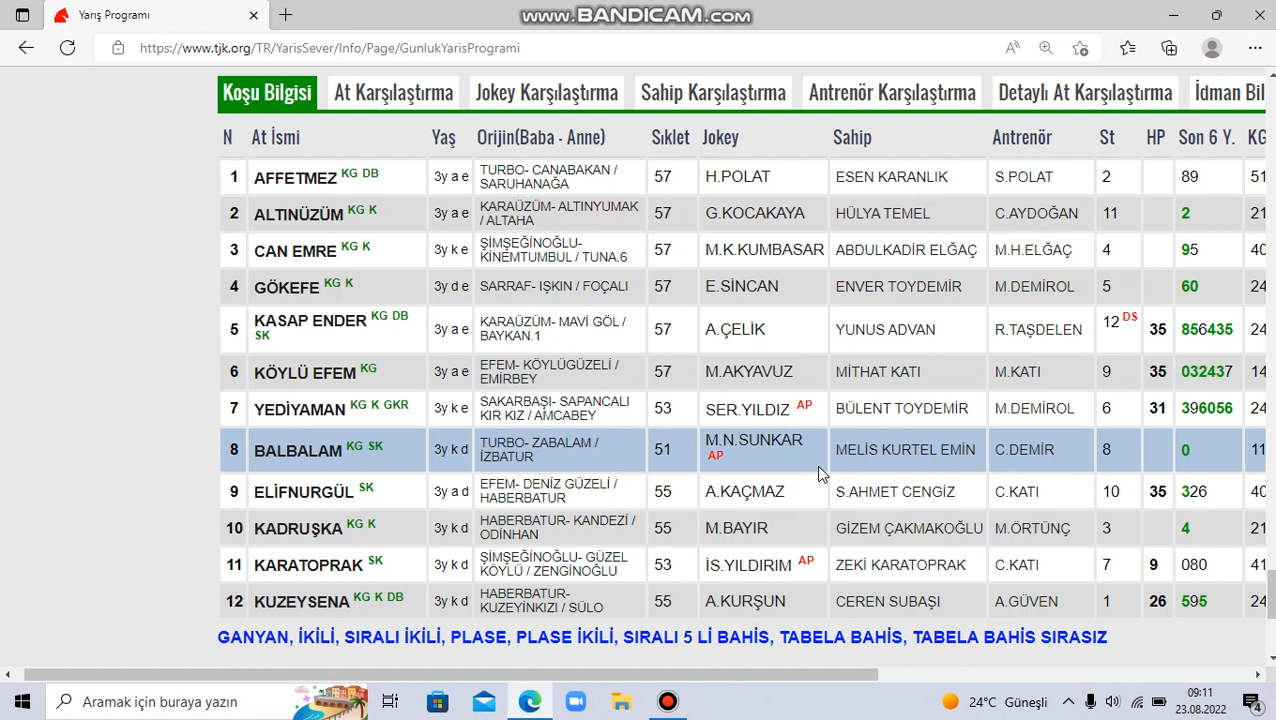 Yarış Programı
www.BANDICAM.com
https://www.tjk.org/TR/YarisSever/Info/Page/GunlukYarisProgrami
Koşu Bilgisi At Karşılaştırma Jokey Karşılaştırma Sahip Karşılaştırma Antrenör Karşılaştırma Detaylı At Karşılaştırma İdman Bil
N At İsmi Yaş Orijin(Baba - Anne) Sıklet Jokey Sahip Antrenör St HP Son 6 Y. KG
1 AFFETMEZ KG DB 3y a e TURBO- CANABAKAN / SARUHANAĞA 57 H.POLAT ESEN KARANLIK S.POLAT 2 89 51
2 ALTINÜZÜM KG K 3y a e KARAÜZÜM- ALTINYUMAK / ALTAHA 57 G.KOCAKAYA HÜLYA TEMEL C.AYDOĞAN 11 2 21
3 CAN EMRE KG K 3y k e ŞİMŞEĞİNOĞLU- KİNEMTUMBUL / TUNA.6 57 M.K.KUMBASAR ABDULKADİR ELĞAÇ M.H.ELĞAÇ 4 95 40
4 GÖKEFE KG K 3y d e SARRAF- IŞKIN / FOÇALI 57 E.SİNCAN ENVER TOYDEMİR M.DEMİROL 5 60 24
5 KASAP ENDER KG DB SK 3y a e KARAÜZÜM- MAVİ GÖL / BAYKAN.1 57 A.ÇELİK YUNUS ADVAN R.TAŞDELEN 12 DS 35 856435 24
6 KÖYLÜ EFEM KG 3y a e EFEM- KÖYLÜGÜZELİ / EMİRBEY 57 M.AKYAVUZ MİTHAT KATI M.KATI 9 35 032437 14
7 YEDİYAMAN KG K GKR 3y k e SAKARBAŞI- SAPANCALI KIR KIZ / AMCABEY 53 SER.YILDIZ AP BÜLENT TOYDEMİR M.DEMİROL 6 31 396056 24
8 BALBALAM KG SK 3y k d TURBO- ZABALAM / İZBATUR 51 M.N.SUNKAR AP MELİS KURTEL EMİN C.DEMİR 8 0 11
9 ELİFNURGÜL SK 3y a d EFEM- DENİZ GÜZELİ / HABERBATUR 55 A.KAÇMAZ S.AHMET CENGİZ C.KATI 10 35 326 40
10 KADRUŞKA KG K 3y k d HABERBATUR- KANDEZİ / ODİNHAN 55 M.BAYIR GİZEM ÇAKMAKOĞLU M.ÖRTÜNÇ 3 4 21
11 KARATOPRAK SK 3y k d ŞİMŞEĞİNOĞLU- GÜZEL KÖYLÜ / ZENGİNOĞLU 53 İS.YILDIRIM AP ZEKİ KARATOPRAK C.KATI 7 9 080 41
12 KUZEYSENA KG K DB 3y k d HABERBATUR- KUZEYİNKIZI / SÜLO 55 A.KURŞUN CEREN SUBAŞI A.GÜVEN 1 26 595 24
GANYAN, İKİLİ, SIRALI İKİLİ, PLASE, PLASE İKİLİ, SIRALI 5 Lİ BAHİS, TABELA BAHİS, TABELA BAHİS SIRASIZ
Aramak için buraya yazın
24°C Güneşli
09:11
23.08.2022
4